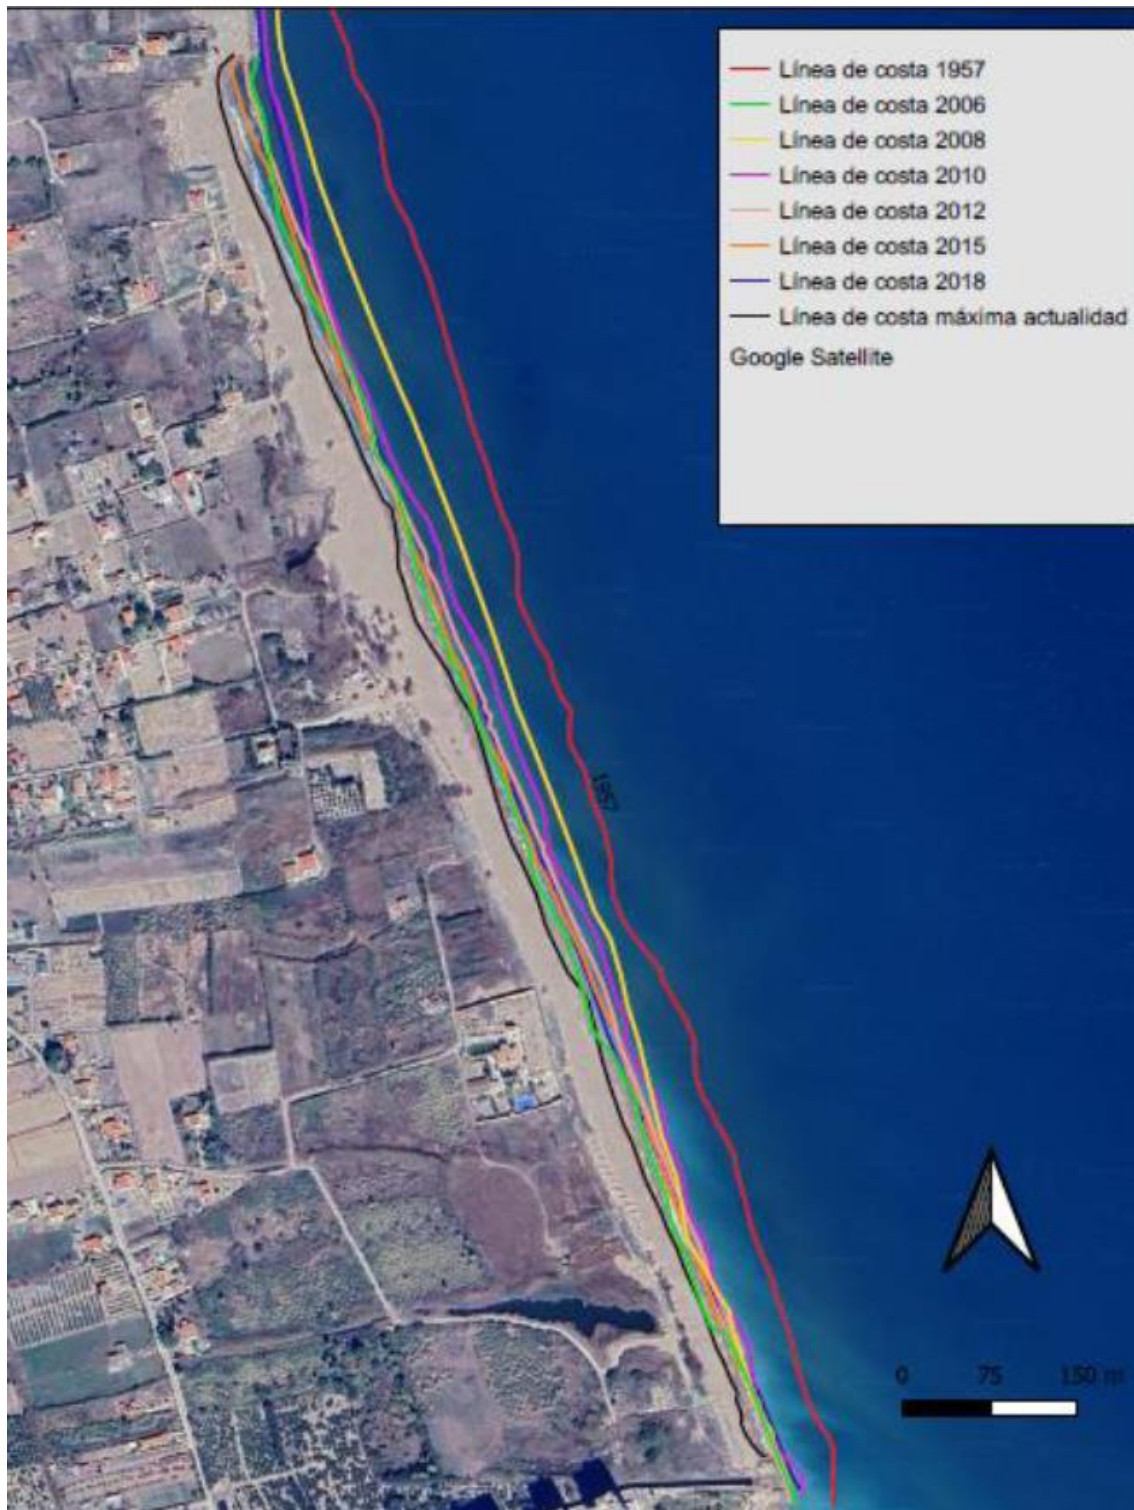 Línea de costa 1957
Línea de costa 2006
Línea de costa 2008
Línea de costa 2010
Línea de costa 2012
Línea de costa 2015
Línea de costa 2018
Línea de costa máxima actualidad
Google Satellite
1957
0 75 150 m